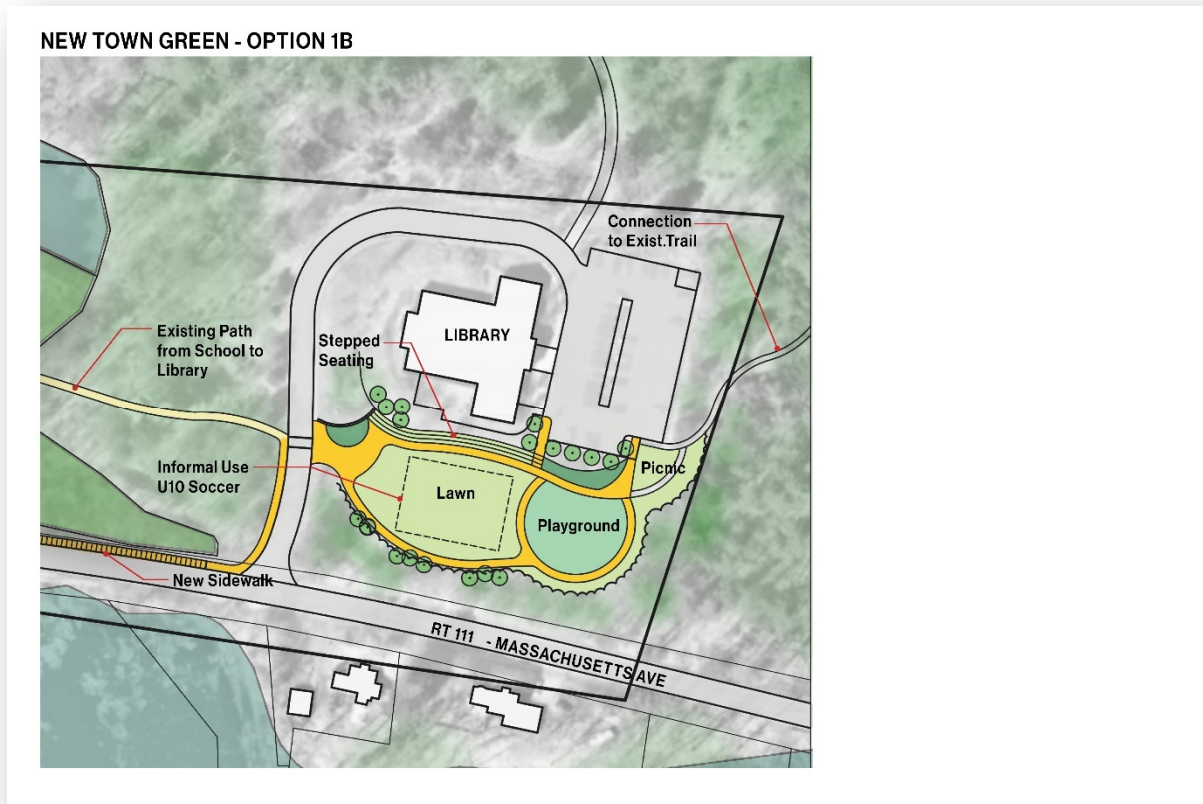 NEW TOWN GREEN - OPTION 1B
Connection
to Exist.Trail
Existing Path
from School to
Library
Stepped
Seating
LIBRARY
Informal Use
U10 Soccer
Lawn
Picnic
Playground
New Sidewalk
RT 111 - MASSACHUSETTS AVE